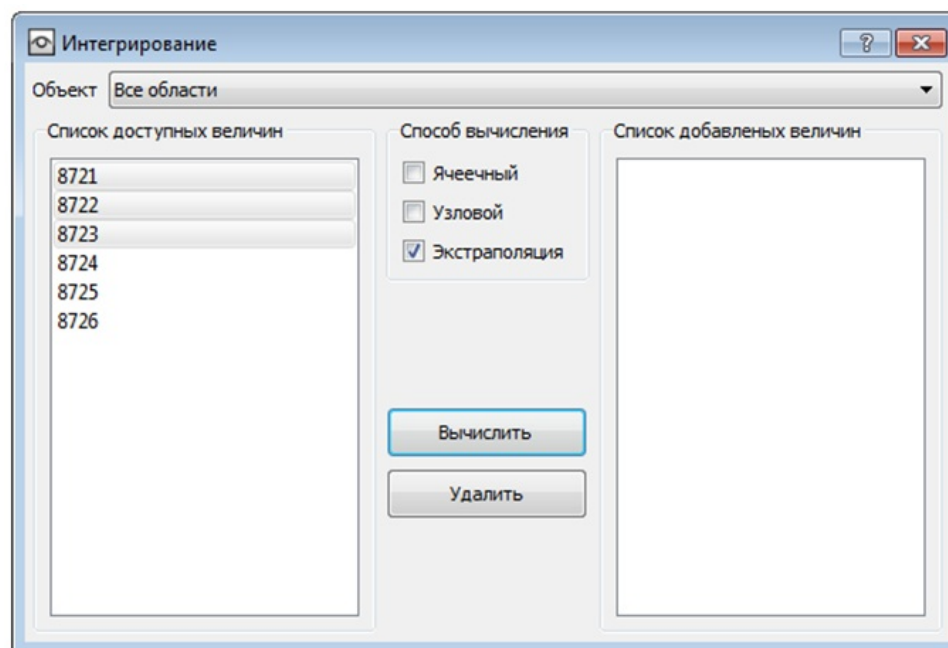 Интегрирование
Объект Все области
Список доступных величин
8721
8722
8723
8724
8725
8726
Способ вычисления
Ячеечный
Узловой
Экстраполяция
Вычислить
Удалить
Список добавленых величин